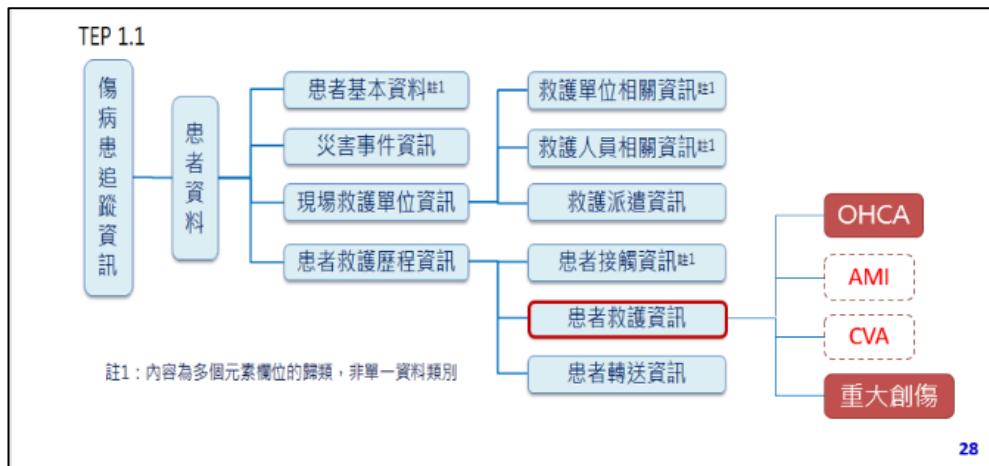 TEP 1.1
傷病患追蹤資訊
患者資料
患者基本資料註1
災害事件資訊
現場救護單位資訊
患者救護歷程資訊
救護單位相關資訊註1
救護人員相關資訊註1
救護派遣資訊
患者接觸資訊註1
患者救護資訊
患者轉送資訊
OHCA
AMI
CVA
重大創傷
註1：內容為多個元素欄位的歸類，非單一資料類別
28